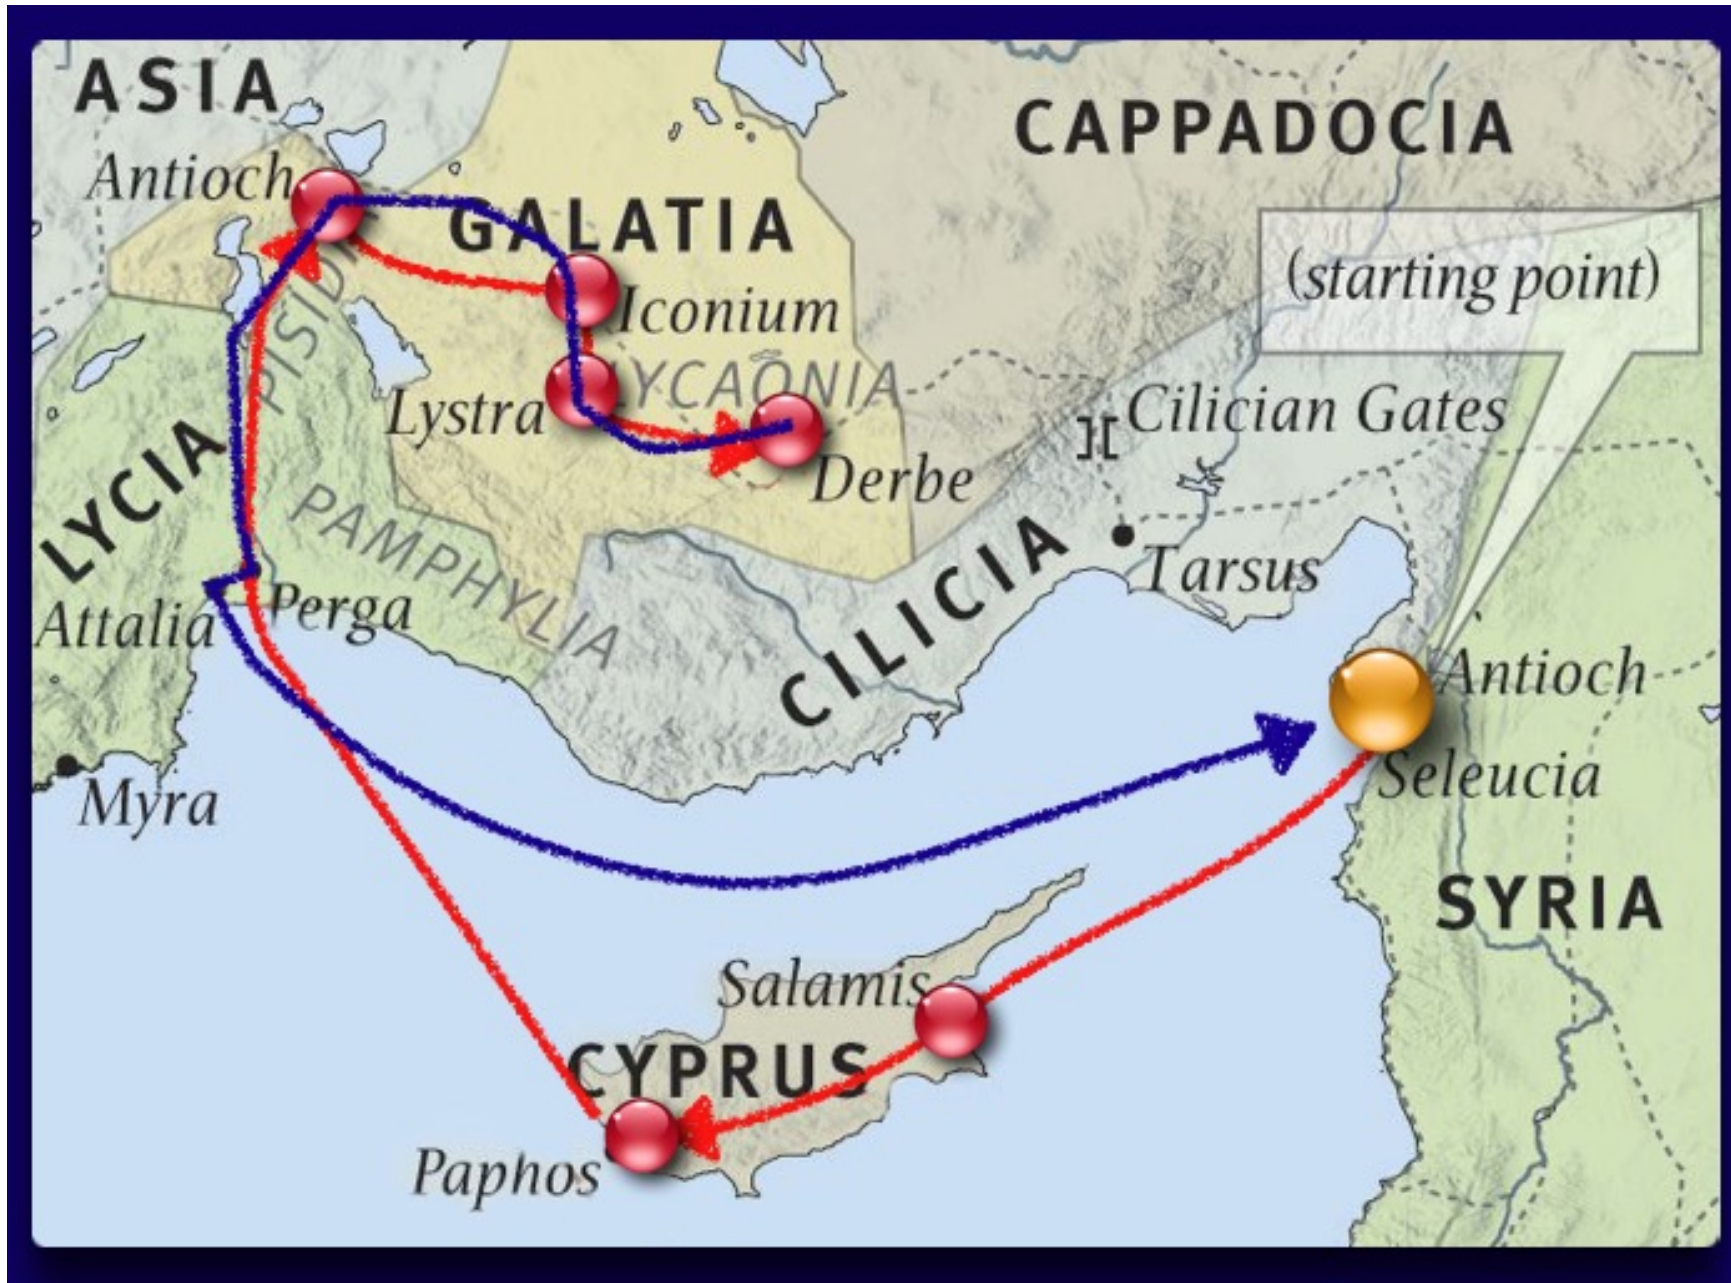 ASIA
CAPPADOCIA
Antioch
GALATIA
(starting point)
PISIDIA
Iconium
LYCAONIA
Lystra
Cilician Gates
Derbe
LYCIA
PAMPHYLIA
CILICIA
Tarsus
Attalia
Perga
Antioch
Myra
Seleucia
SYRIA
Salamis
CYPRUS
Paphos